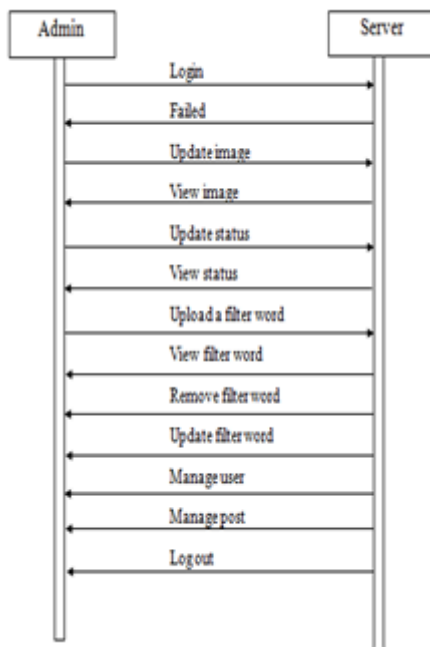 Admin
Server
Login
Failed
Update image
View image
Update status
View status
Upload a filter word
View filter word
Remove filter word
Update filter word
Manage user
Manage post
Log out